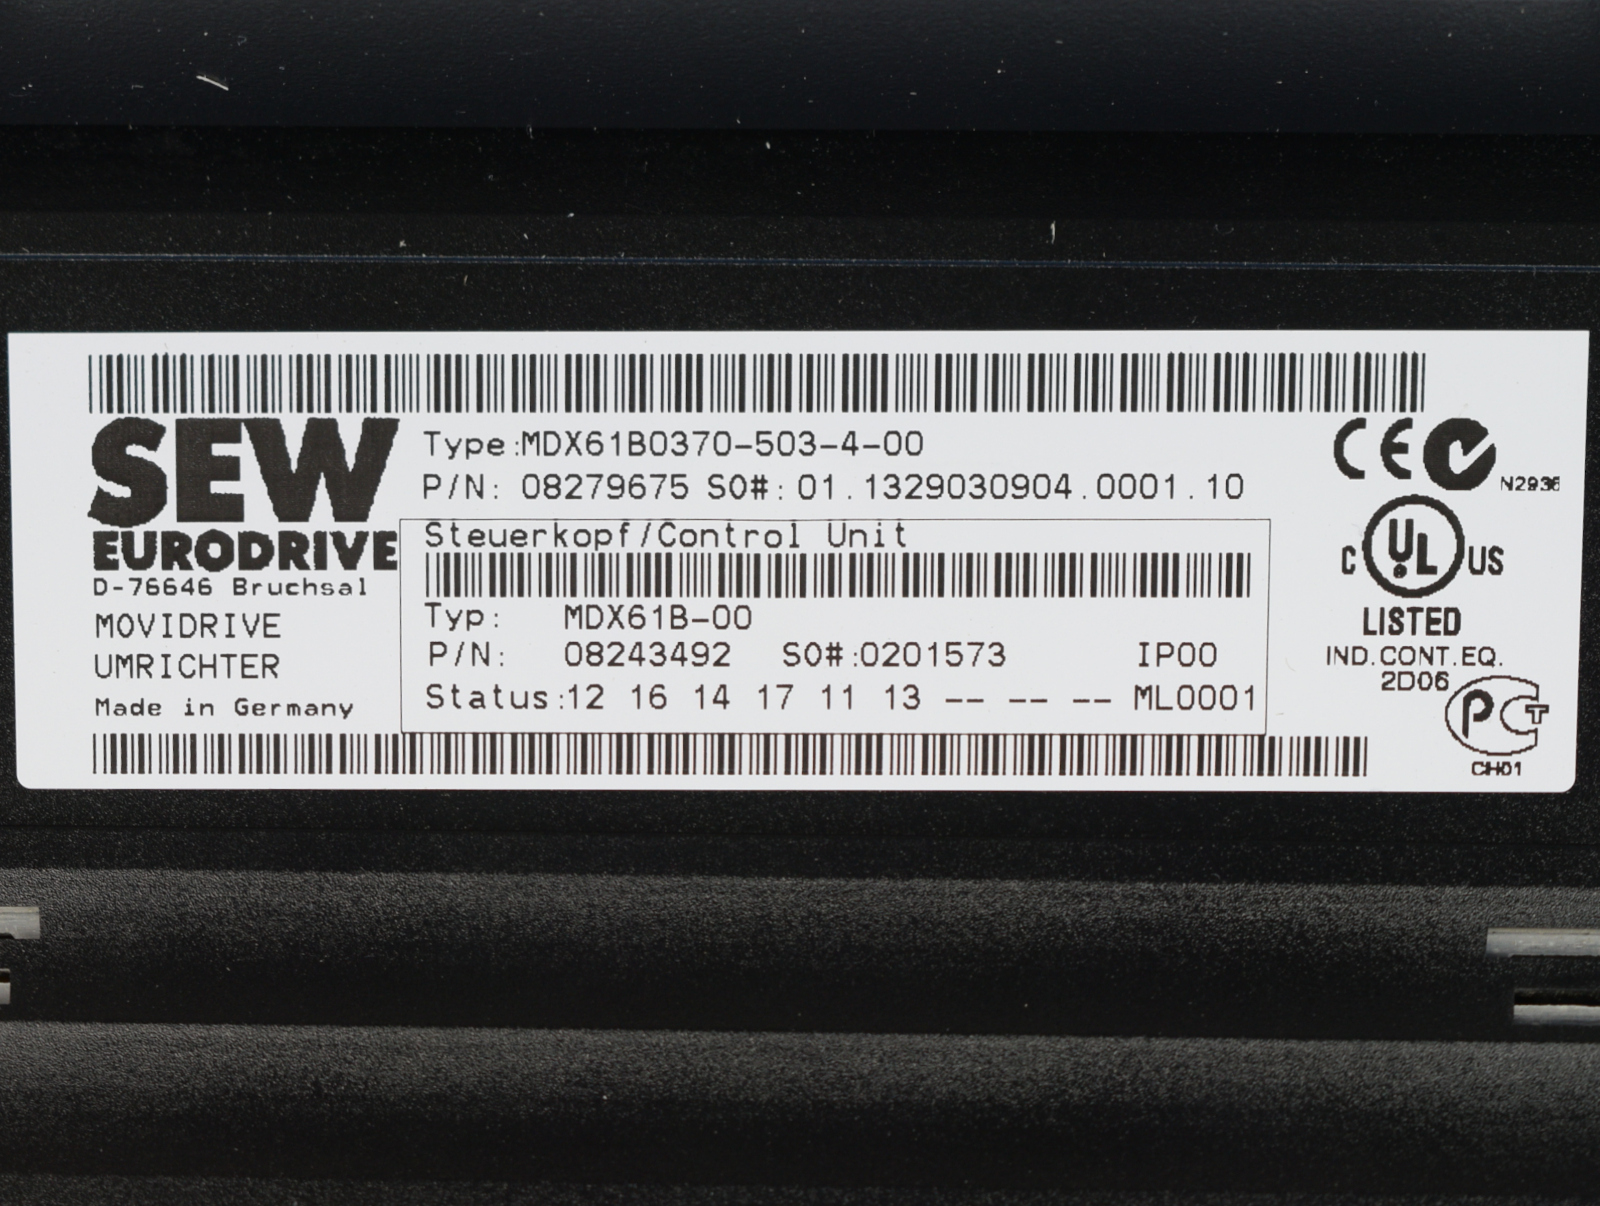 SEW
EURODRIVE
D-76646 Bruchsal
MOVIDRIVE
UMRICHTER
Made in Germany
Type:MDX61B0370-503-4-00
P/N: 08279675 SO#: 01.1329030904.0001.10
Steuerkopf/Control Unit
Typ: MDX61B-00
P/N: 08243492 SO#:0201573 IP00
Status:12 16 14 17 11 13 -- -- -- ML0001
CE
N2936
C UL US
LISTED
IND.CONT.EQ.
2D06
PCT
CH01